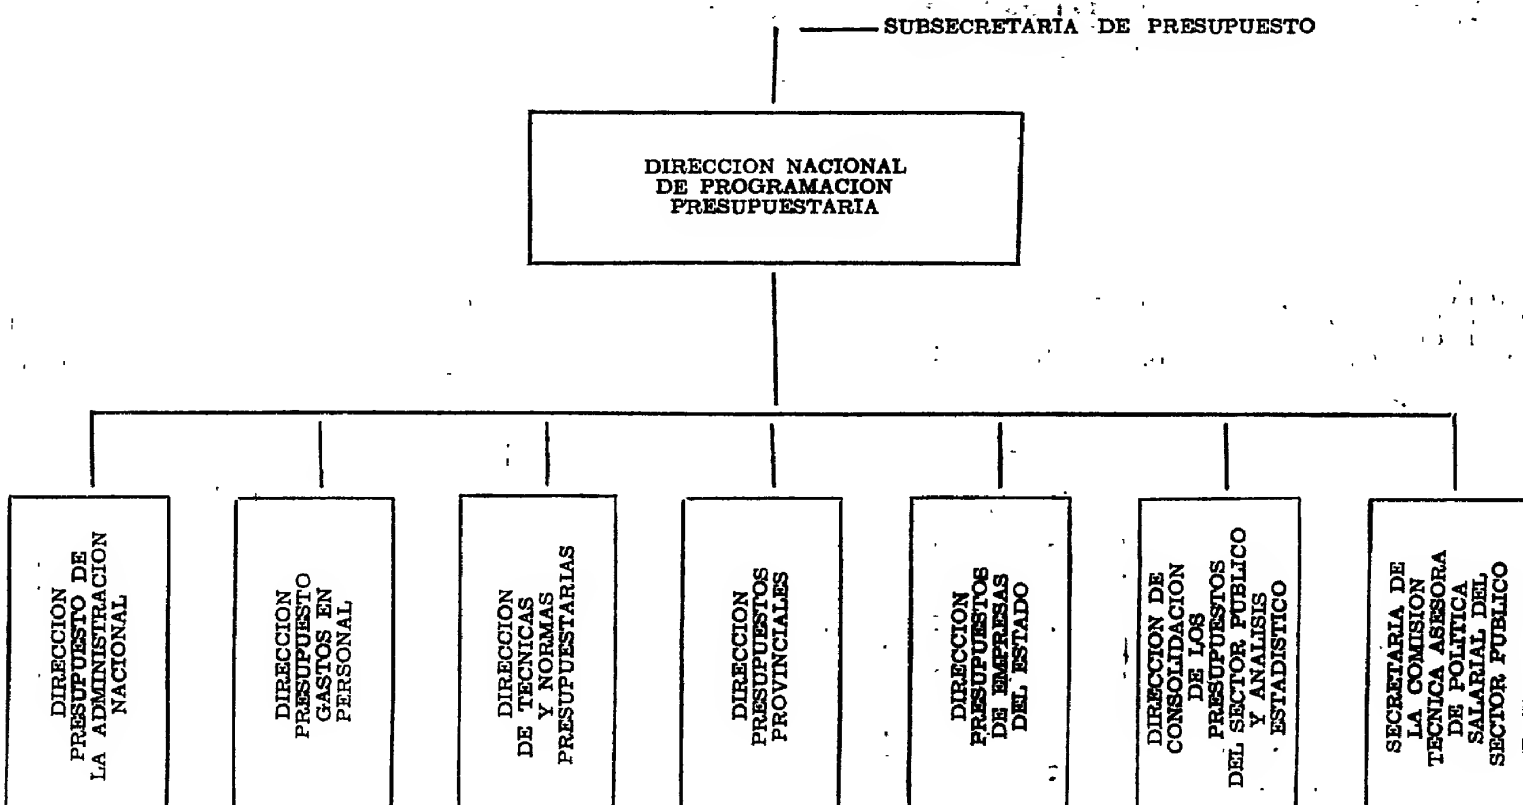 SUBSECRETARIA DE PRESUPUESTO
DIRECCION NACIONAL
DE PROGRAMACION
PRESUPUESTARIA
DIRECCION
PRESUPUESTO DE
LA ADMINISTRACION
NACIONAL
DIRECCION
PRESUPUESTO
GASTOS EN
PERSONAL
DIRECCION
DE TECNICAS
Y NORMAS
PRESUPUESTARIAS
DIRECCION
PRESUPUESTOS
PROVINCIALES
DIRECCION
PRESUPUESTOS
DE EMPRESAS
DEL ESTADO
DIRECCION DE
CONSOLIDACION
DE LOS
PRESUPUESTOS
DEL SECTOR PUBLICO
Y ANALISIS
ESTADISTICO
SECRETARIA DE
LA COMISION
TECNICA ASESORA
DE POLITICA
SALARIAL DEL
SECTOR PUBLICO